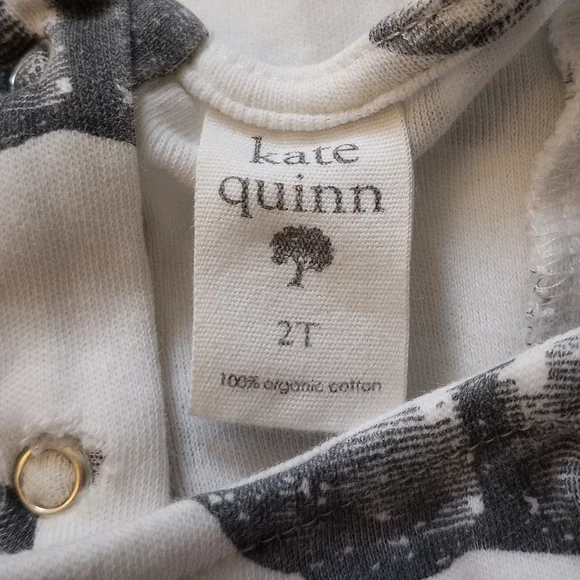 kate
quinn
2T
100% organic cotton